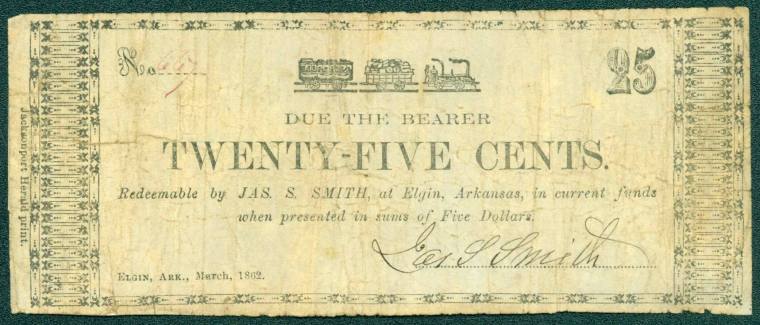 No.
25
DUE THE BEARER
TWENTY-FIVE CENTS.
Redeemable by JAS. S. SMITH, at Elgin, Arkansas, in current funds
when presented in sums of Five Dollars.
Jas S Smith
ELGIN, ARK., March, 1862.
Jacksonport Herald print.